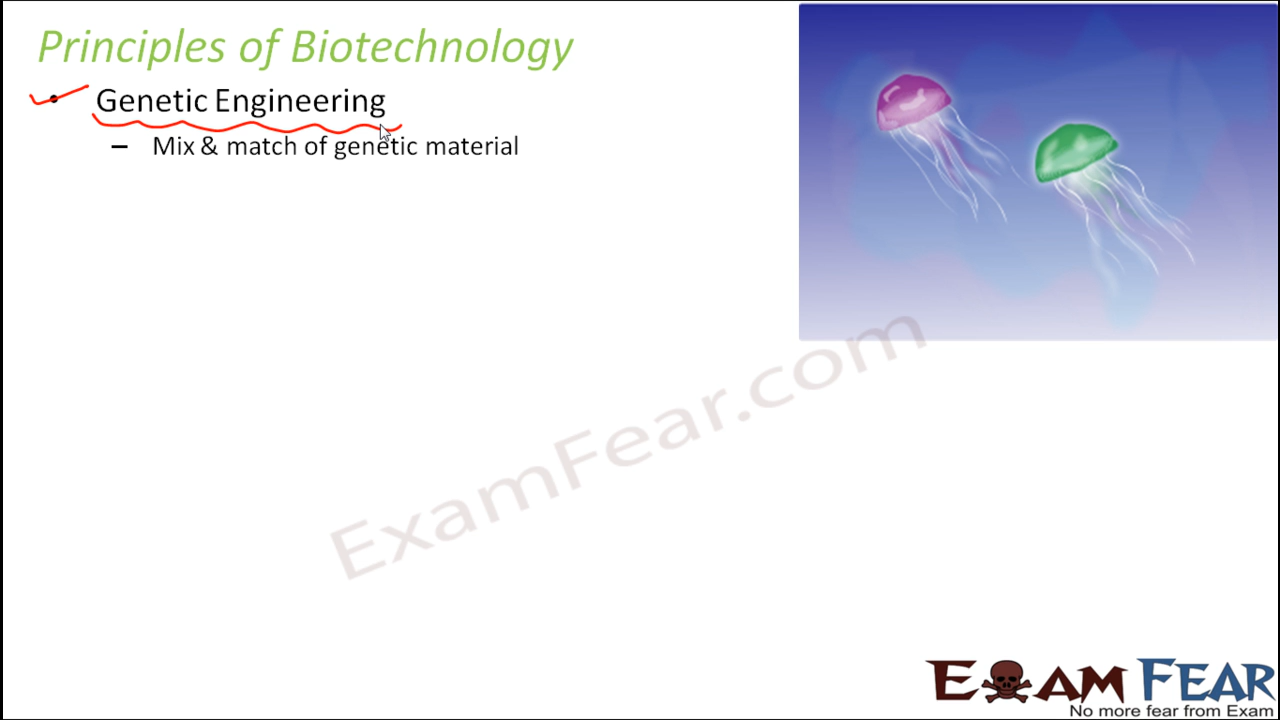 Principles of Biotechnology
• Genetic Engineering
– Mix & match of genetic material
ExamFear.com
EXAM FEAR
No more fear from Exam